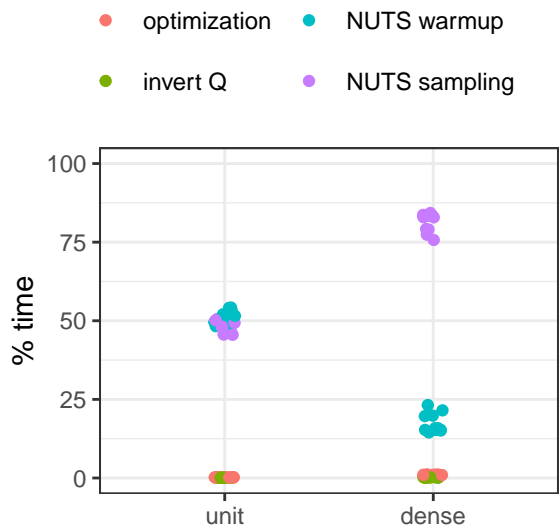 optimization
NUTS warmup
invert Q
NUTS sampling
100
75
50
25
0
% time
unit
dense